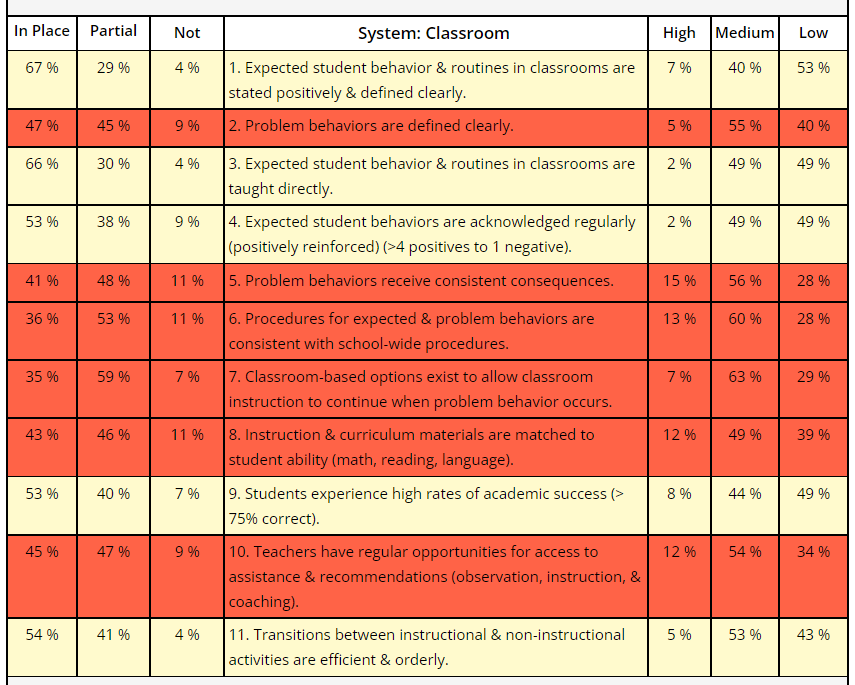 In Place Partial Not System: Classroom High Medium Low
67 % 29 % 4 % 1. Expected student behavior & routines in classrooms are 7 % 40 % 53 %
stated positively & defined clearly.
47 % 45 % 9 % 2. Problem behaviors are defined clearly. 5 % 55 % 40 %
66 % 30 % 4 % 3. Expected student behavior & routines in classrooms are 2 % 49 % 49 %
taught directly.
53 % 38 % 9 % 4. Expected student behaviors are acknowledged regularly 2 % 49 % 49 %
(positively reinforced) (>4 positives to 1 negative).
41 % 48 % 11 % 5. Problem behaviors receive consistent consequences. 15 % 56 % 28 %
36 % 53 % 11 % 6. Procedures for expected & problem behaviors are 13 % 60 % 28 %
consistent with school-wide procedures.
35 % 59 % 7 % 7. Classroom-based options exist to allow classroom 7 % 63 % 29 %
instruction to continue when problem behavior occurs.
43 % 46 % 11 % 8. Instruction & curriculum materials are matched to 12 % 49 % 39 %
student ability (math, reading, language).
53 % 40 % 7 % 9. Students experience high rates of academic success (> 8 % 44 % 49 %
75% correct).
45 % 47 % 9 % 10. Teachers have regular opportunities for access to 12 % 54 % 34 %
assistance & recommendations (observation, instruction, &
coaching).
54 % 41 % 4 % 11. Transitions between instructional & non-instructional 5 % 53 % 43 %
activities are efficient & orderly.